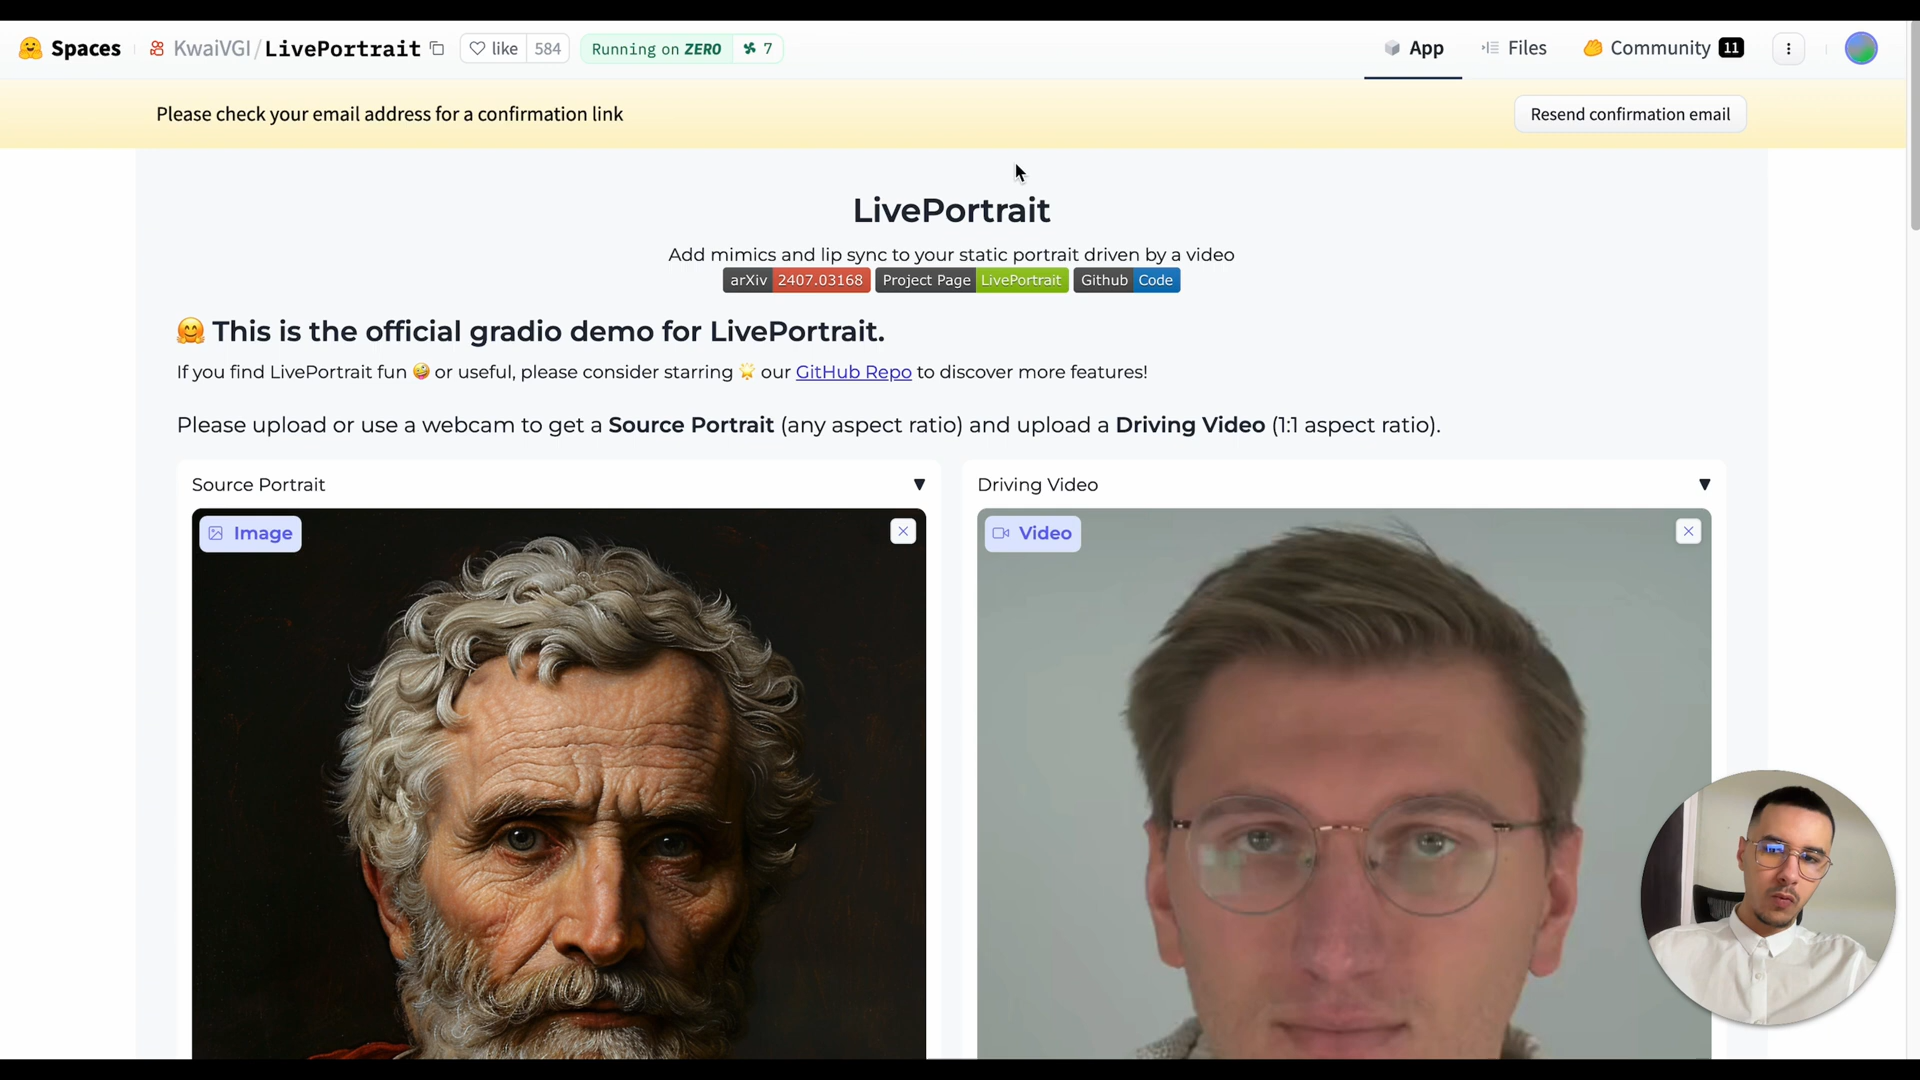 Spaces KwaiVGI/LivePortrait like 584 Running on ZERO 7 App Files Community 11
Please check your email address for a confirmation link Resend confirmation email
LivePortrait
Add mimics and lip sync to your static portrait driven by a video
arXiv 2407.03168 Project Page LivePortrait Github Code
🤗 This is the official gradio demo for LivePortrait.
If you find LivePortrait fun 🤪 or useful, please consider starring 🌟 our GitHub Repo to discover more features!
Please upload or use a webcam to get a Source Portrait (any aspect ratio) and upload a Driving Video (1:1 aspect ratio).
Source Portrait
Image
Driving Video
Video